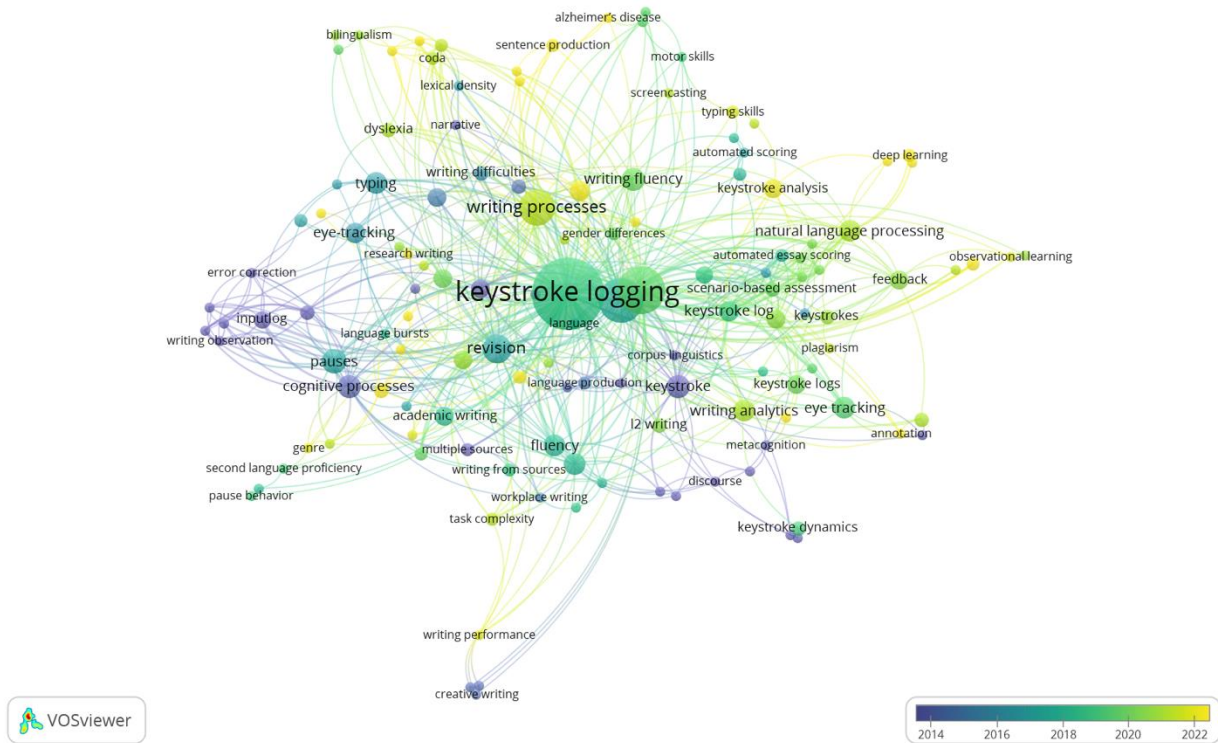 alzheimer's disease
bilingualism
sentence production
coda
motor skills
lexical density
screencasting
typing skills
narrative
dyslexia
automated scoring
deep learning
writing difficulties
typing
writing fluency
keystroke analysis
writing processes
eye-tracking
gender differences
natural language processing
research writing
automated essay scoring
observational learning
error correction
feedback
scenario-based assessment
keystroke logging
keystroke log
keystrokes
inputlog
language
language bursts
writing observation
revision
plagiarism
corpus linguistics
pauses
language production
keystroke
keystroke logs
cognitive processes
eye tracking
writing analytics
academic writing
l2 writing
annotation
fluency
metacognition
genre
multiple sources
second language proficiency
writing from sources
discourse
pause behavior
workplace writing
task complexity
keystroke dynamics
writing performance
creative writing
VOSviewer
2014 2016 2018 2020 2022